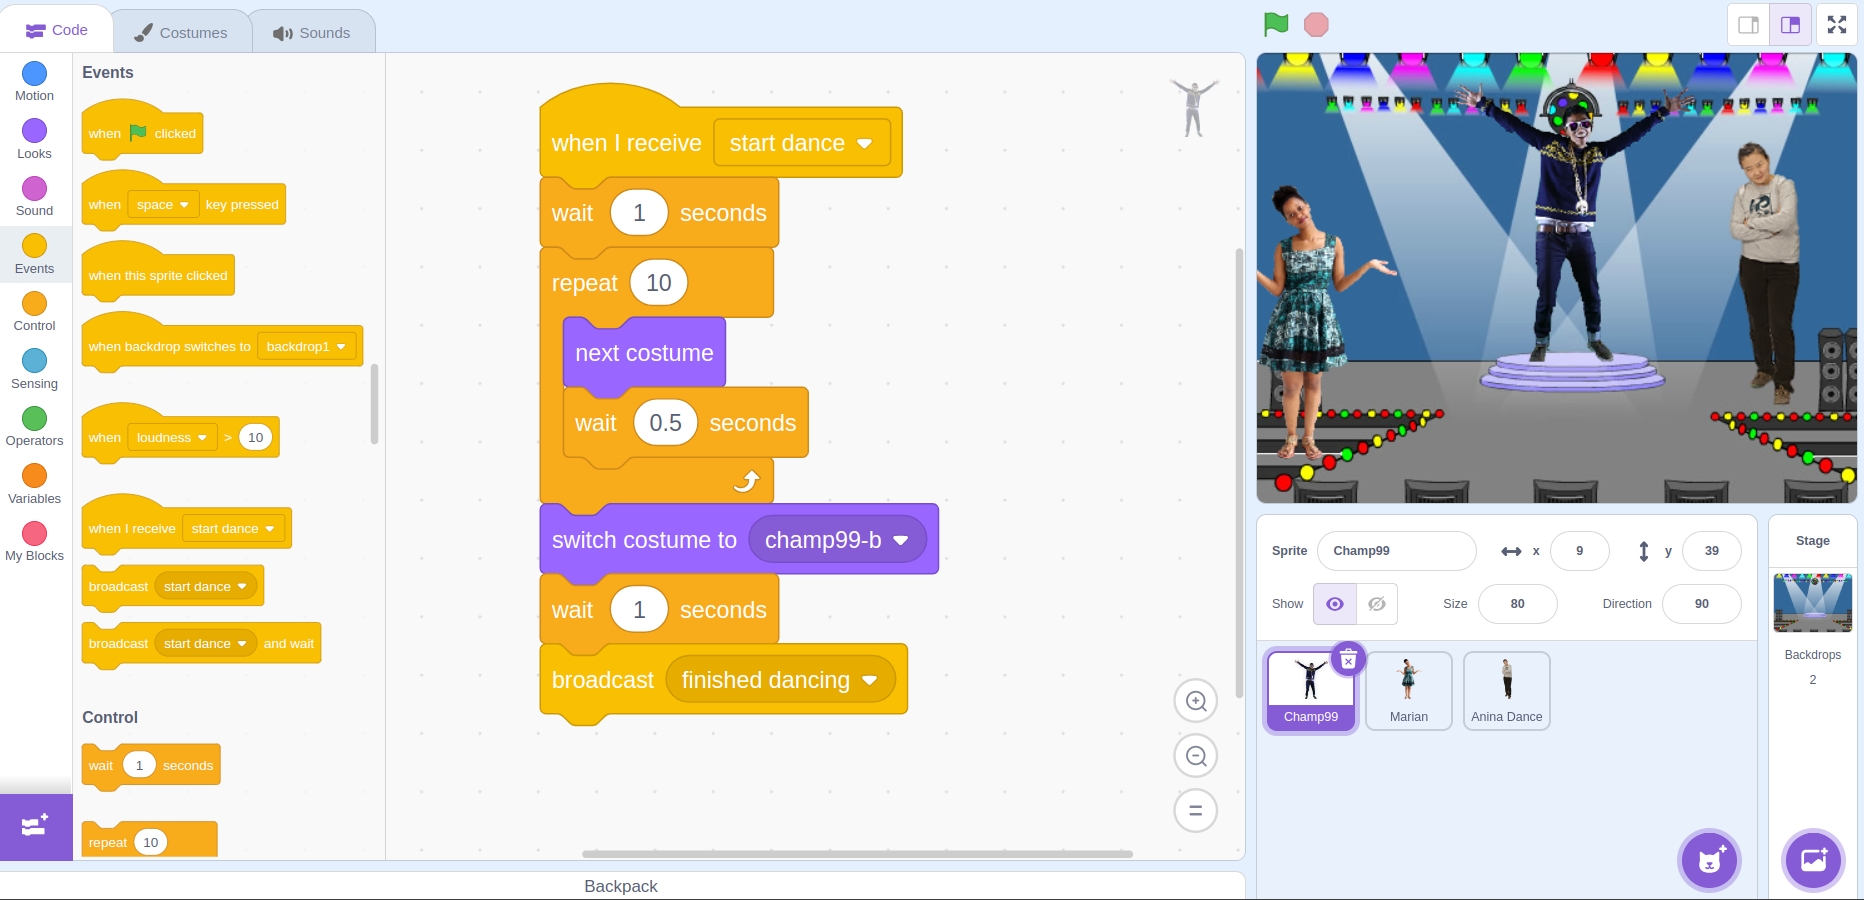 Code
Costumes
Sounds
Motion
Looks
Sound
Events
Control
Sensing
Operators
Variables
My Blocks
Events
when clicked
when space key pressed
when this sprite clicked
when backdrop switches to backdrop1
when loudness > 10
when I receive start dance
broadcast start dance
broadcast start dance and wait
Control
wait 1 seconds
repeat 10
when I receive start dance
wait 1 seconds
repeat 10
next costume
wait 0.5 seconds
switch costume to champ99-b
wait 1 seconds
broadcast finished dancing
Backpack
Sprite Champ99 x 9 y 39
Show Size 80 Direction 90
Champ99
Marian
Anina Dance
Stage
Backdrops
2